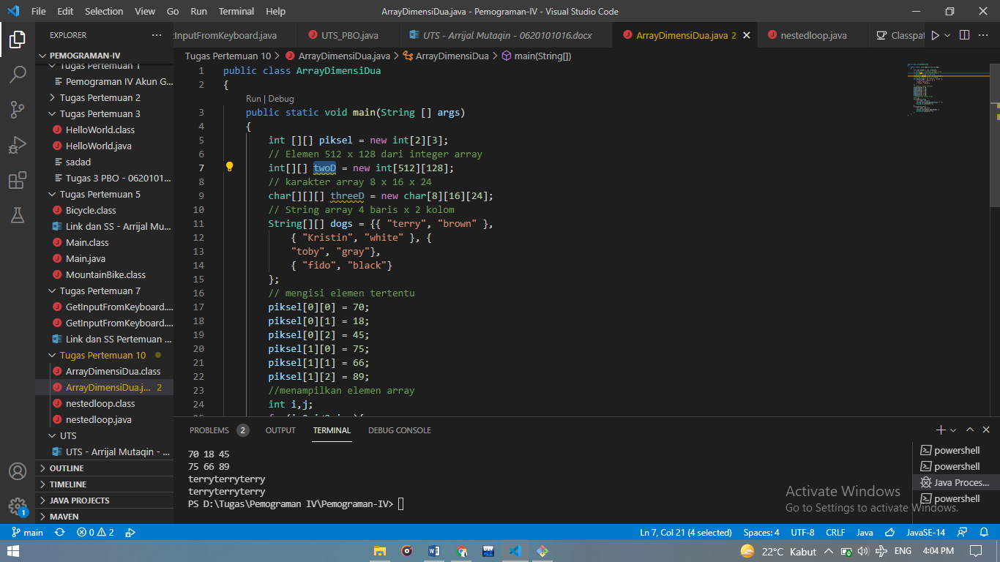 File Edit Selection View Go Run Terminal Help
ArrayDimensiDua.java - Pemograman-IV - Visual Studio Code
EXPLORER
InputFromKeyboard.java
UTS_PBO.java
UTS - Arrijal Mutaqin - 0620101016.docx
ArrayDimensiDua.java 2
nestedloop.java
Classpat
PEMOGRAMAN-IV
Tugas Pertemuan 1
Pemograman IV Akun G...
Tugas Pertemuan 2
Tugas Pertemuan 3
HelloWorld.class
HelloWorld.java
sadad
Tugas 3 PBO - 0620101...
Tugas Pertemuan 5
Bicycle.class
Link dan SS - Arrijal Mu...
Main.class
Main.java
MountainBike.class
Tugas Pertemuan 7
GetInputFromKeyboard....
GetInputFromKeyboard....
Link dan SS Pertemuan ...
Tugas Pertemuan 10
ArrayDimensiDua.class
ArrayDimensiDua.j... 2
nestedloop.class
nestedloop.java
UTS
UTS - Arrijal Mutaqin - ...
OUTLINE
TIMELINE
JAVA PROJECTS
MAVEN
Tugas Pertemuan 10 > ArrayDimensiDua.java > ArrayDimensiDua > main(String[])
1 public class ArrayDimensiDua
2 {
Run | Debug
3 public static void main(String [] args)
4 {
5 int [][] piksel = new int[2][3];
6 // Elemen 512 x 128 dari integer array
7 int[][] twoD = new int[512][128];
8 // karakter array 8 x 16 x 24
9 char[][][] threeD = new char[8][16][24];
10 // String array 4 baris x 2 kolom
11 String[][] dogs = {{ "terry", "brown" },
12 { "Kristin", "white" }, {
13 "toby", "gray"},
14 { "fido", "black"}
15 };
16 // mengisi elemen tertentu
17 piksel[0][0] = 70;
18 piksel[0][1] = 18;
19 piksel[0][2] = 45;
20 piksel[1][0] = 75;
21 piksel[1][1] = 66;
22 piksel[1][2] = 89;
23 //menampilkan elemen array
24 int i,j;
PROBLEMS 2 OUTPUT TERMINAL DEBUG CONSOLE
70 18 45
75 66 89
terryterryterry
terryterryterry
PS D:\Tugas\Pemograman IV\Pemograman-IV>
powershell
powershell
Java Proces...
powershell
Activate Windows
Go to Settings to activate Windows.
1
main 0 2
Ln 7, Col 21 (4 selected) Spaces: 4 UTF-8 CRLF Java JavaSE-14
22°C Kabut ENG 4:04 PM